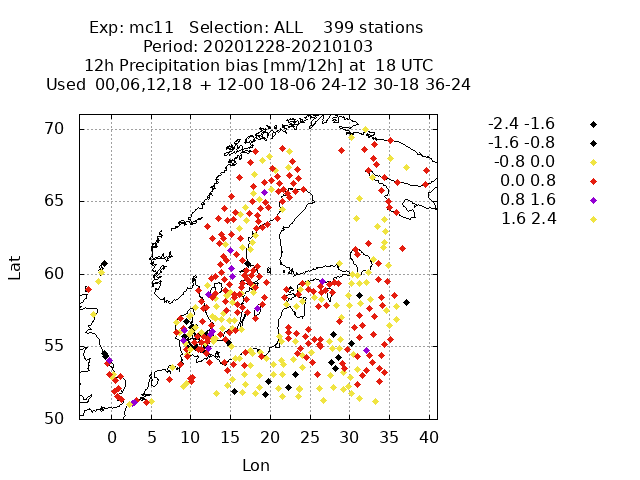 Exp: mc11   Selection: ALL    399 stations
Period: 20201228-20210103
12h Precipitation bias [mm/12h] at  18 UTC
Used  00,06,12,18  + 12-00 18-06 24-12 30-18 36-24
70
65
60
55
50
Lat
0 5 10 15 20 25 30 35 40
Lon
-2.4 -1.6
-1.6 -0.8
-0.8 0.0
0.0 0.8
0.8 1.6
1.6 2.4